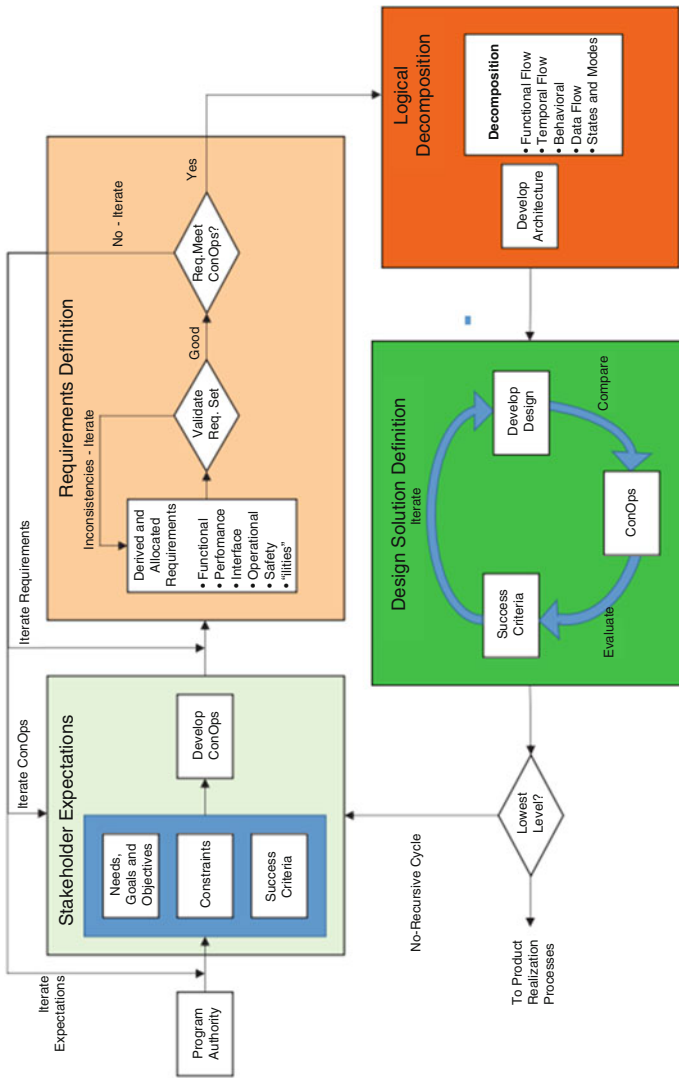 Program
Authority
Iterate
Expectations
Stakeholder Expectations
Needs,
Goals and
Objectives
Constraints
Success
Criteria
Develop
ConOps
Iterate ConOps
Iterate Requirements
Requirements Definition
Inconsistencies - Iterate
Derived and
Allocated
Requirements
• Functional
• Perfomance
• Interface
• Operational
• Safety
• "ilities"
Validate
Req. Set
Good
Req.Meet
ConOps?
No - Iterate
Yes
Logical
Decomposition
Develop
Architecture
Decomposition
• Functional Flow
• Temporal Flow
• Behavioral
• Data Flow
• States and Modes
Design Solution Definition
Iterate
Develop
Design
Compare
ConOps
Evaluate
Success
Criteria
Lowest
Level?
No-Recursive Cycle
To Product
Realization
Processes